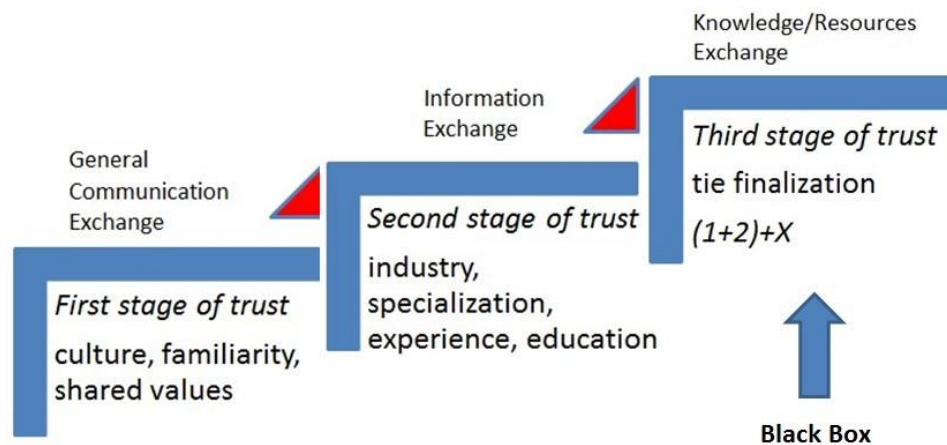 General
Communication
Exchange
First stage of trust
culture, familiarity,
shared values
Information
Exchange
Second stage of trust
industry,
specialization,
experience, education
Knowledge/Resources
Exchange
Third stage of trust
tie finalization
(1+2)+X
Black Box